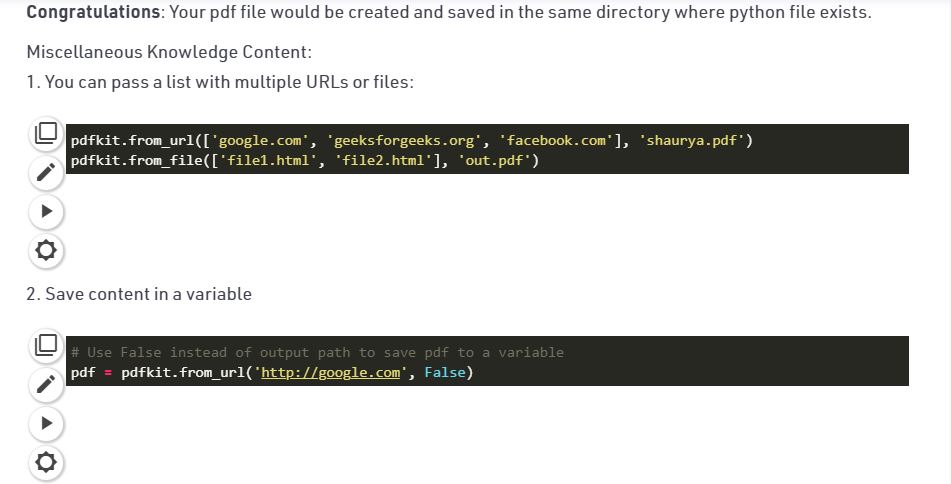 Congratulations: Your pdf file would be created and saved in the same directory where python file exists.
Miscellaneous Knowledge Content:
1. You can pass a list with multiple URLs or files:
pdfkit.from_url(['google.com', 'geeksforgeeks.org', 'facebook.com'], 'shaurya.pdf')
pdfkit.from_file(['file1.html', 'file2.html'], 'out.pdf')
2. Save content in a variable
# Use False instead of output path to save pdf to a variable
pdf = pdfkit.from_url('http://google.com', False)